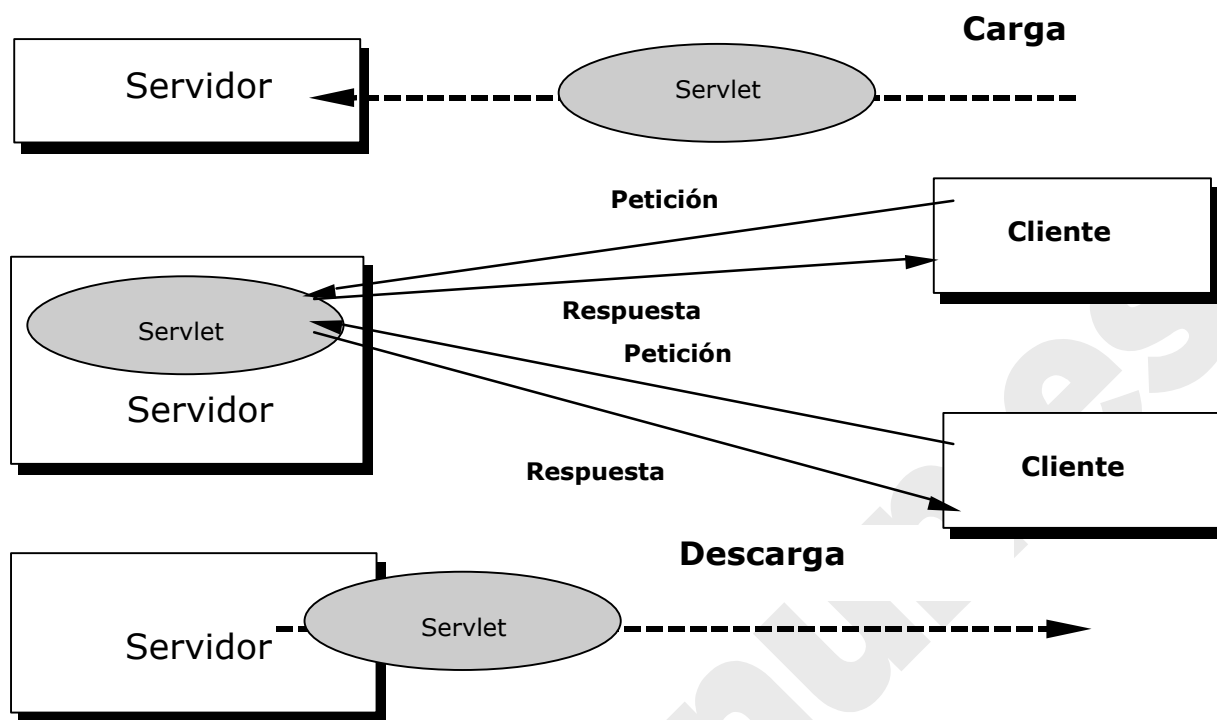 Carga
Servidor
Servlet
Petición
Cliente
Respuesta
Servlet
Petición
Servidor
Cliente
Respuesta
Descarga
Servlet
Servidor